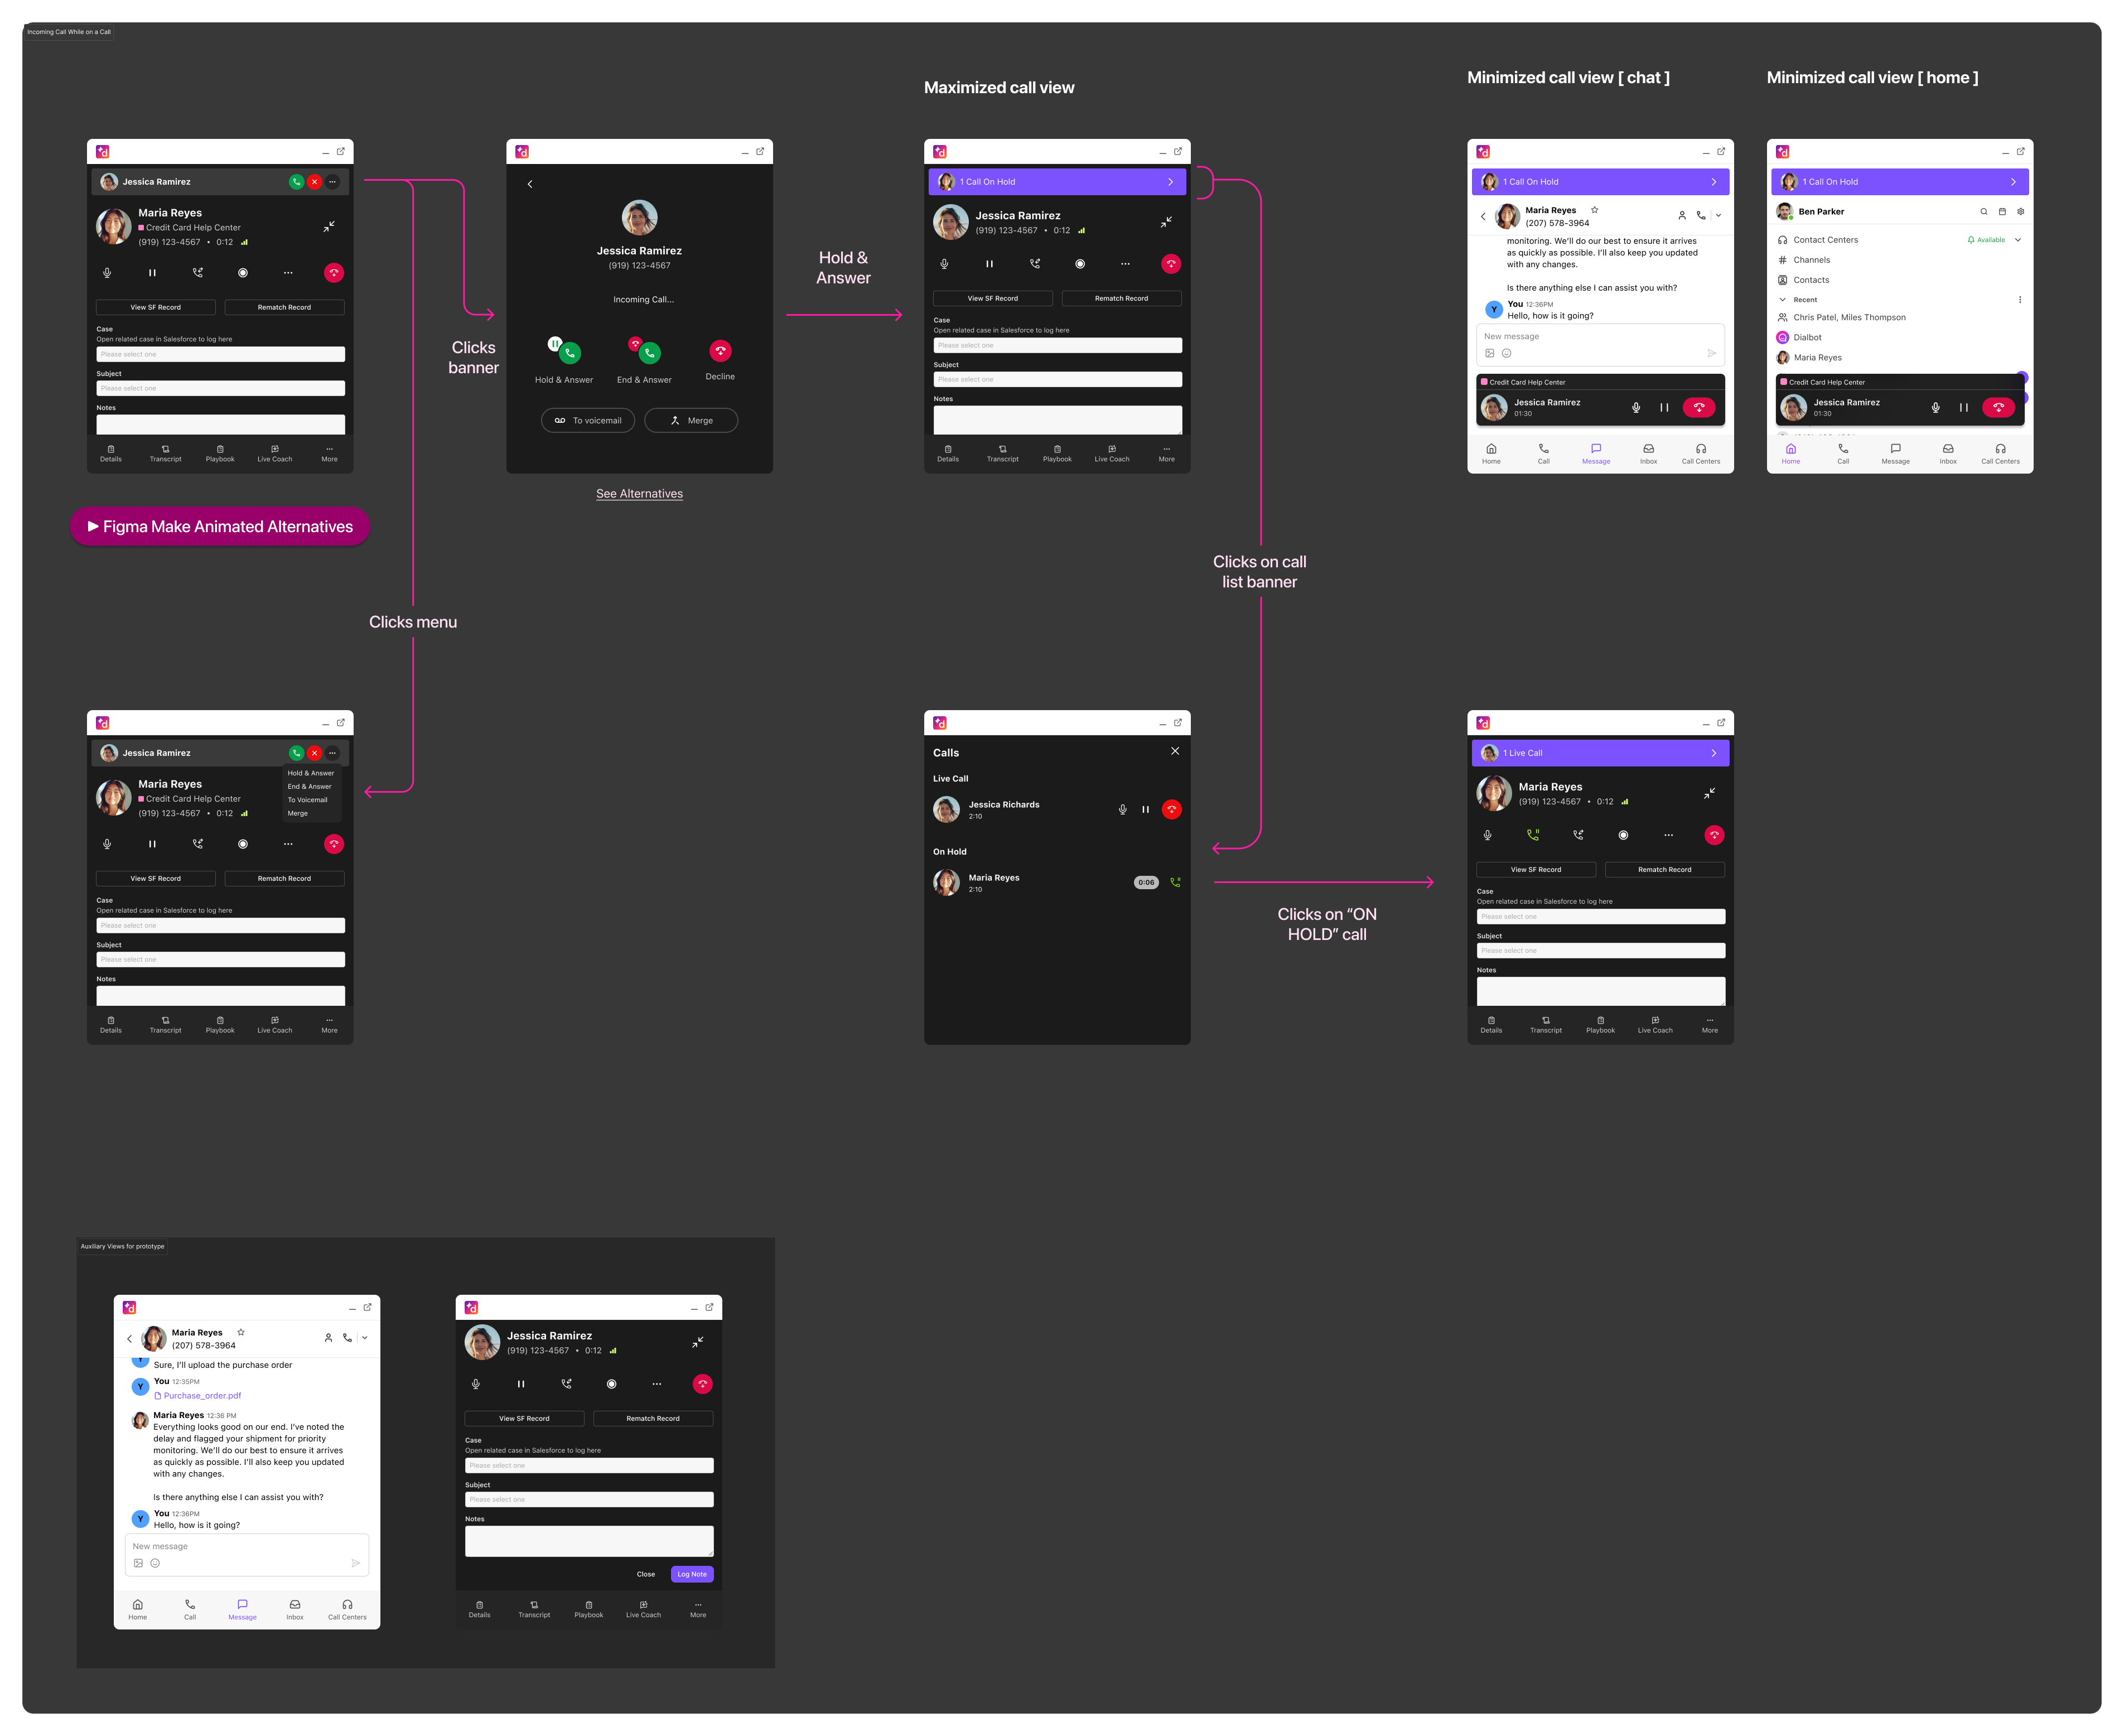 Incoming Call While on a Call
Maximized call view
Minimized call view [ chat ]
Minimized call view [ home ]
Jessica Ramirez
Maria Reyes
Credit Card Help Center
(919) 123-4567 • 0:12
View SF Record
Rematch Record
Case
Open related case in Salesforce to log here
Please select one
Subject
Please select one
Notes
Details
Transcript
Playbook
Live Coach
More
Clicks
banner
Jessica Ramirez
(919) 123-4567
Incoming Call...
Hold & Answer
End & Answer
Decline
To voicemail
Merge
See Alternatives
Hold &
Answer
1 Call On Hold
Jessica Ramirez
(919) 123-4567 • 0:12
View SF Record
Rematch Record
Case
Open related case in Salesforce to log here
Please select one
Subject
Please select one
Notes
Details
Transcript
Playbook
Live Coach
More
1 Call On Hold
Maria Reyes
(207) 578-3964
monitoring. We'll do our best to ensure it arrives
as quickly as possible. I'll also keep you updated
with any changes.
Is there anything else I can assist you with?
Y
You 12:36PM
Hello, how is it going?
New message
Credit Card Help Center
Jessica Ramirez
01:30
Home
Call
Message
Inbox
Call Centers
1 Call On Hold
Ben Parker
Contact Centers
Available
Channels
Contacts
Recent
Chris Patel, Miles Thompson
Dialbot
Maria Reyes
Credit Card Help Center
Jessica Ramirez
01:30
Home
Call
Message
Inbox
Call Centers
Figma Make Animated Alternatives
Clicks menu
Clicks on call
list banner
Jessica Ramirez
Hold & Answer
End & Answer
To Voicemail
Merge
Maria Reyes
Credit Card Help Center
(919) 123-4567 • 0:12
View SF Record
Rematch Record
Case
Open related case in Salesforce to log here
Please select one
Subject
Please select one
Notes
Details
Transcript
Playbook
Live Coach
More
Calls
Live Call
Jessica Richards
2:10
On Hold
Maria Reyes
2:10
0:06
Clicks on “ON
HOLD” call
1 Live Call
Maria Reyes
(919) 123-4567 • 0:12
View SF Record
Rematch Record
Case
Open related case in Salesforce to log here
Please select one
Subject
Please select one
Notes
Details
Transcript
Playbook
Live Coach
More
Auxiliary Views for prototype
Maria Reyes
(207) 578-3964
Sure, I'll upload the purchase order
Y
You 12:35PM
Purchase_order.pdf
Maria Reyes 12:36 PM
Everything looks good on our end. I've noted the
delay and flagged your shipment for priority
monitoring. We'll do our best to ensure it arrives
as quickly as possible. I'll also keep you updated
with any changes.
Is there anything else I can assist you with?
Y
You 12:36PM
Hello, how is it going?
New message
Home
Call
Message
Inbox
Call Centers
Jessica Ramirez
(919) 123-4567 • 0:12
View SF Record
Rematch Record
Case
Open related case in Salesforce to log here
Please select one
Subject
Please select one
Notes
Close
Log Note
Details
Transcript
Playbook
Live Coach
More